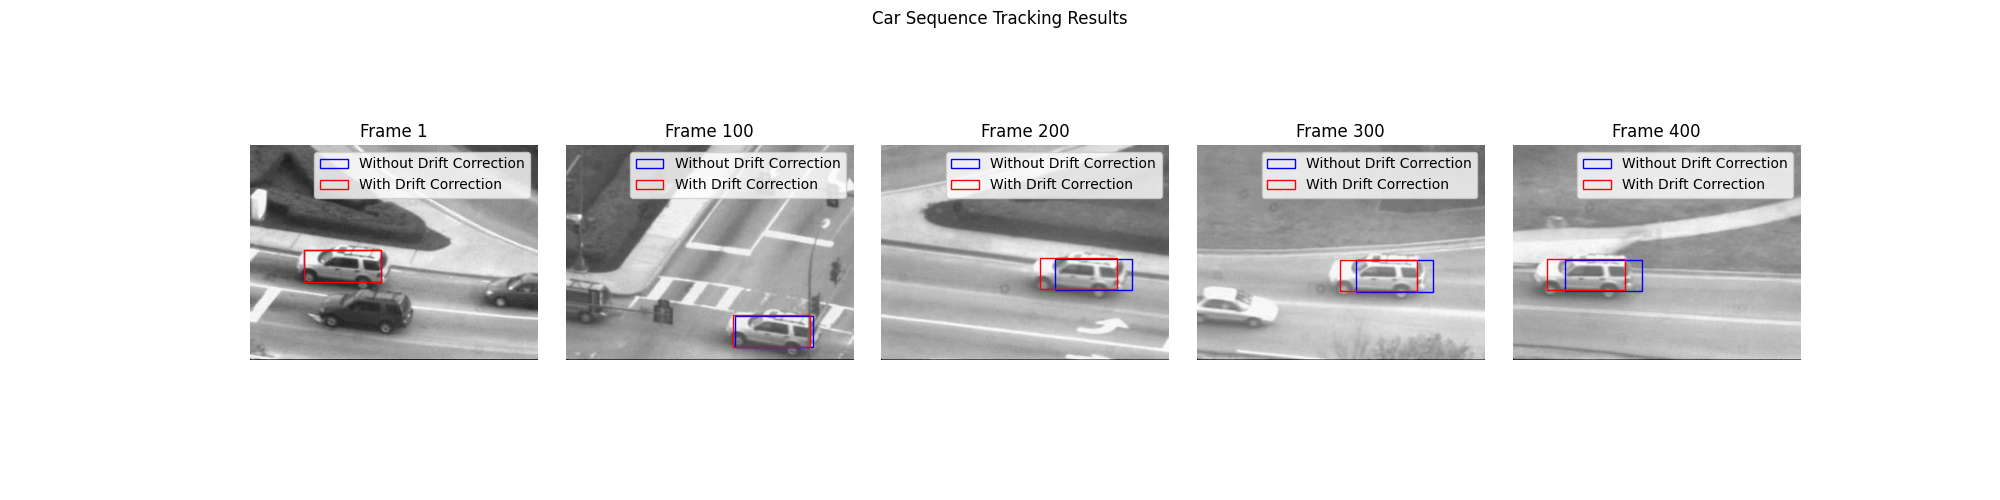 Car Sequence Tracking Results
Frame 1
Without Drift Correction
With Drift Correction
Frame 100
Without Drift Correction
With Drift Correction
Frame 200
Without Drift Correction
With Drift Correction
Frame 300
Without Drift Correction
With Drift Correction
Frame 400
Without Drift Correction
With Drift Correction